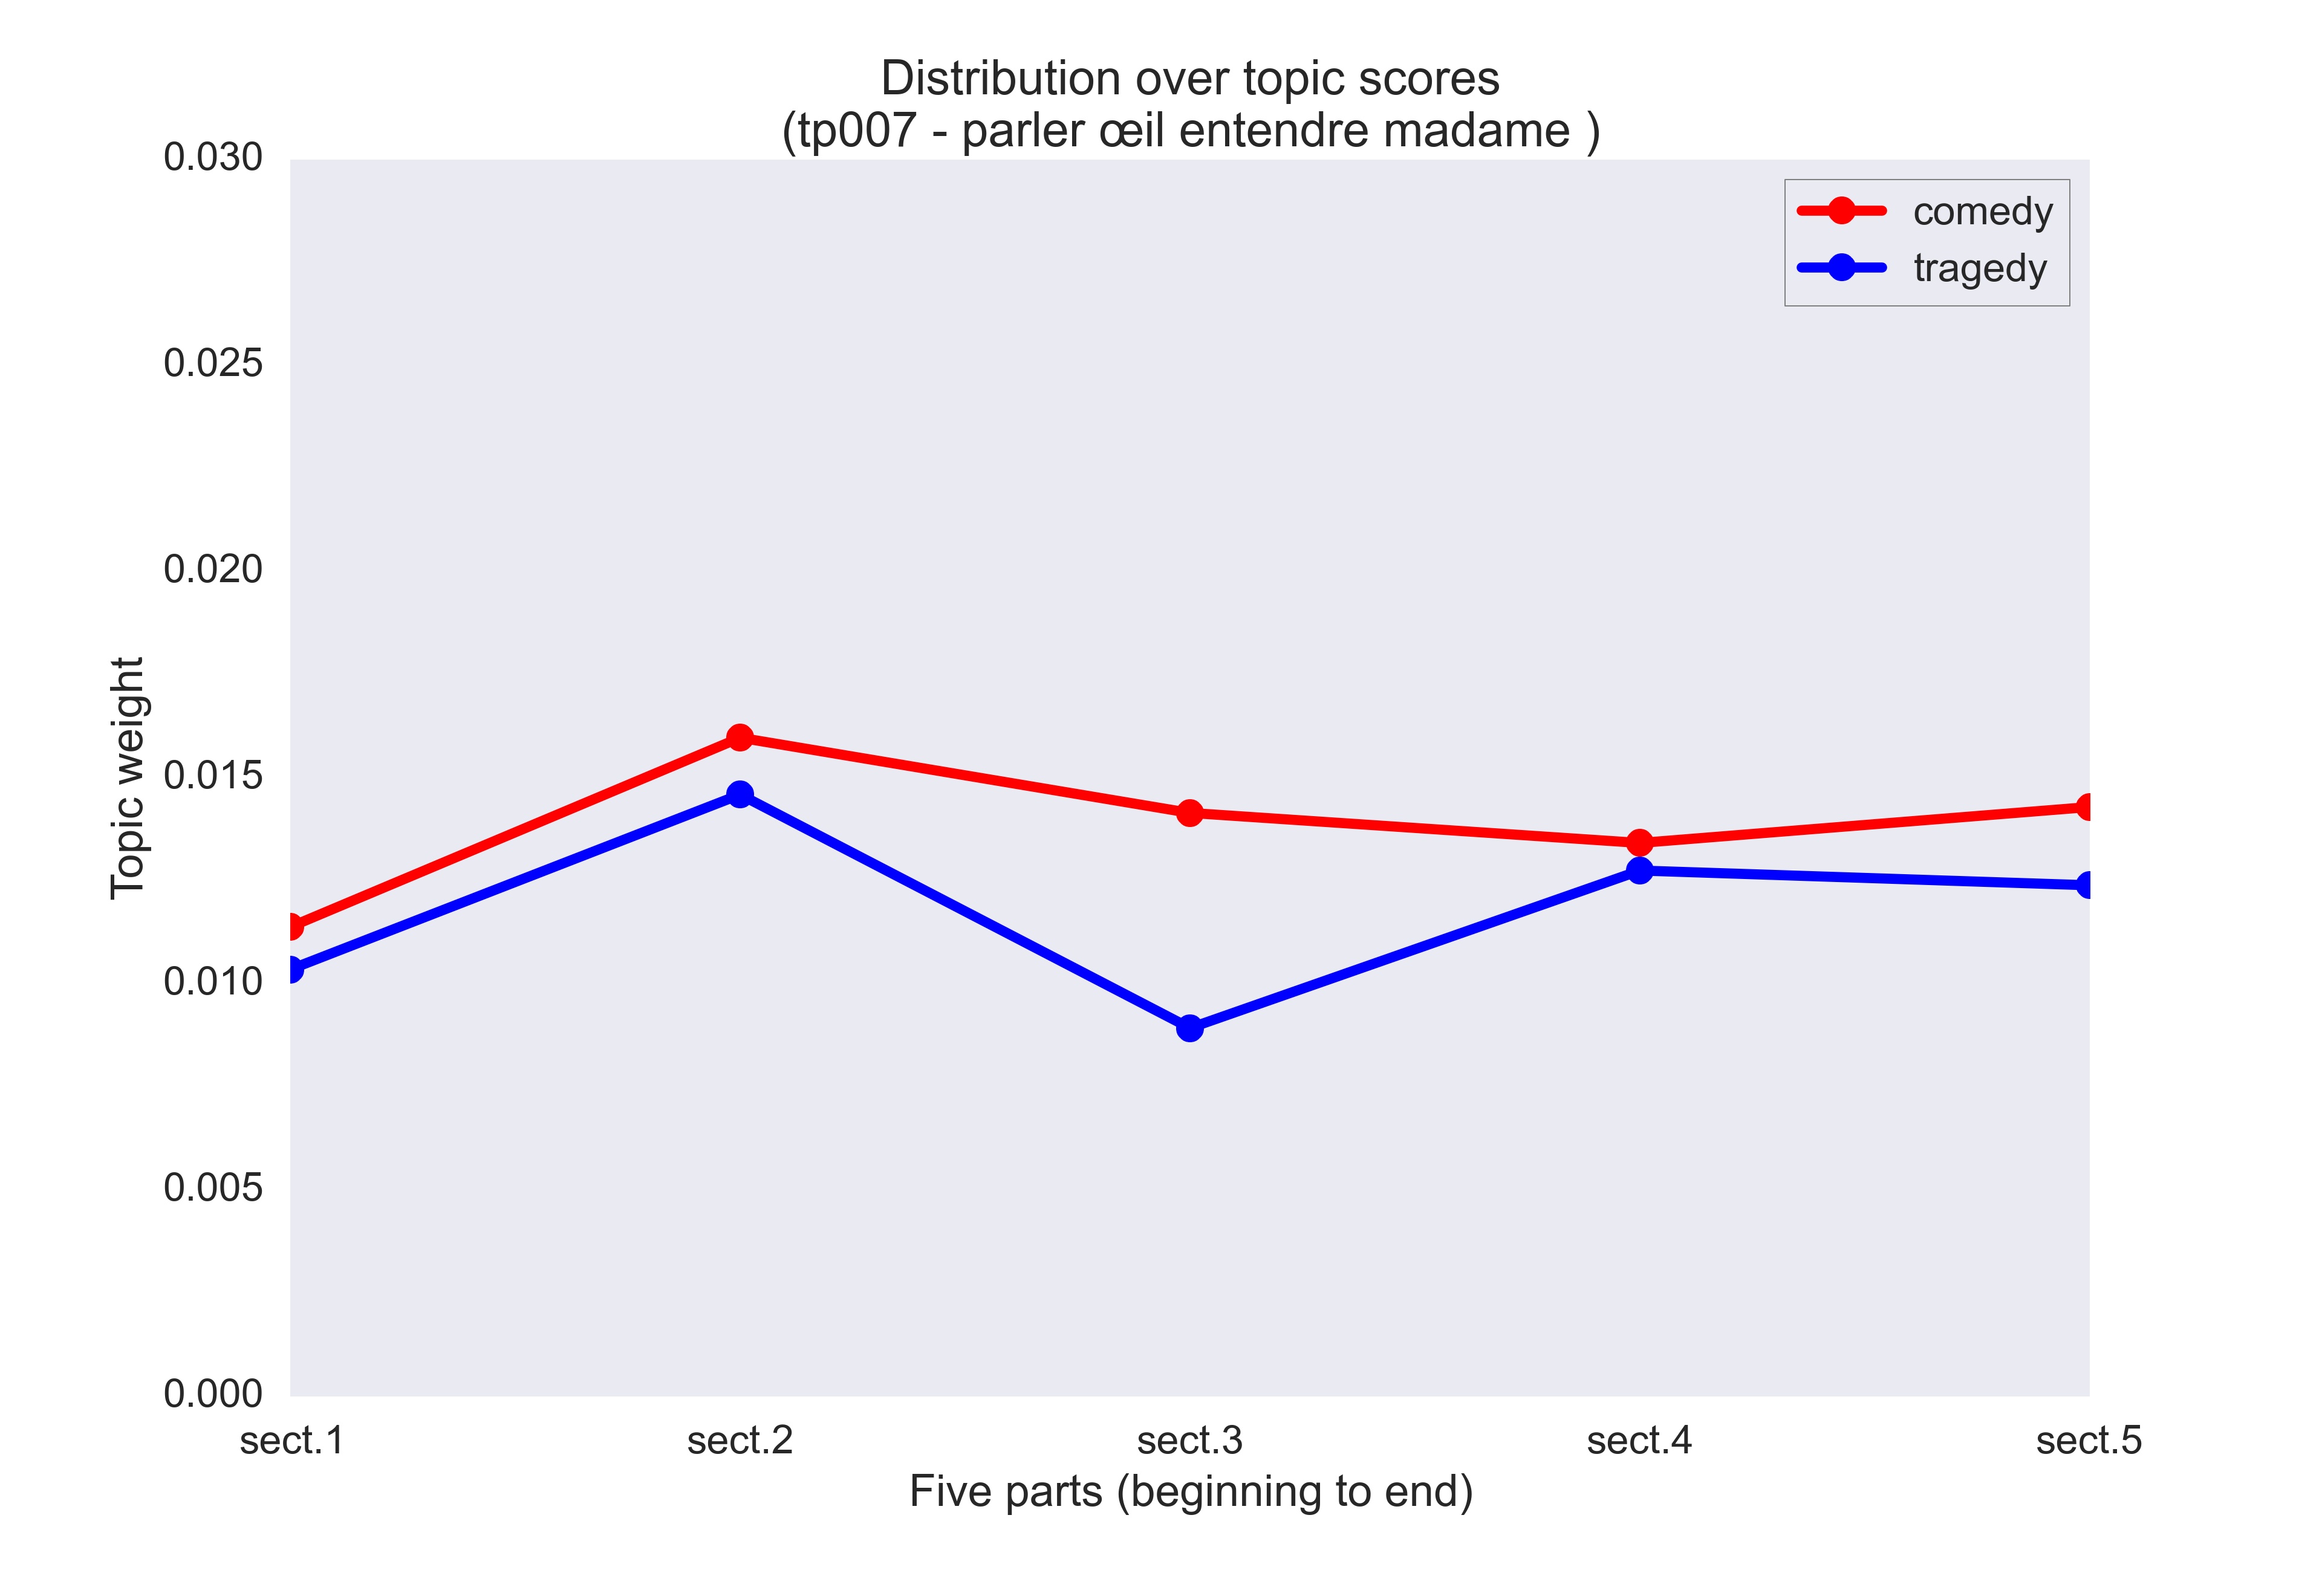 Distribution over topic scores
(tp007 - parler œil entendre madame )
comedy
tragedy
0.030
0.025
0.020
0.015
0.010
0.005
0.000
Topic weight
sect.1
sect.2
sect.3
sect.4
sect.5
Five parts (beginning to end)